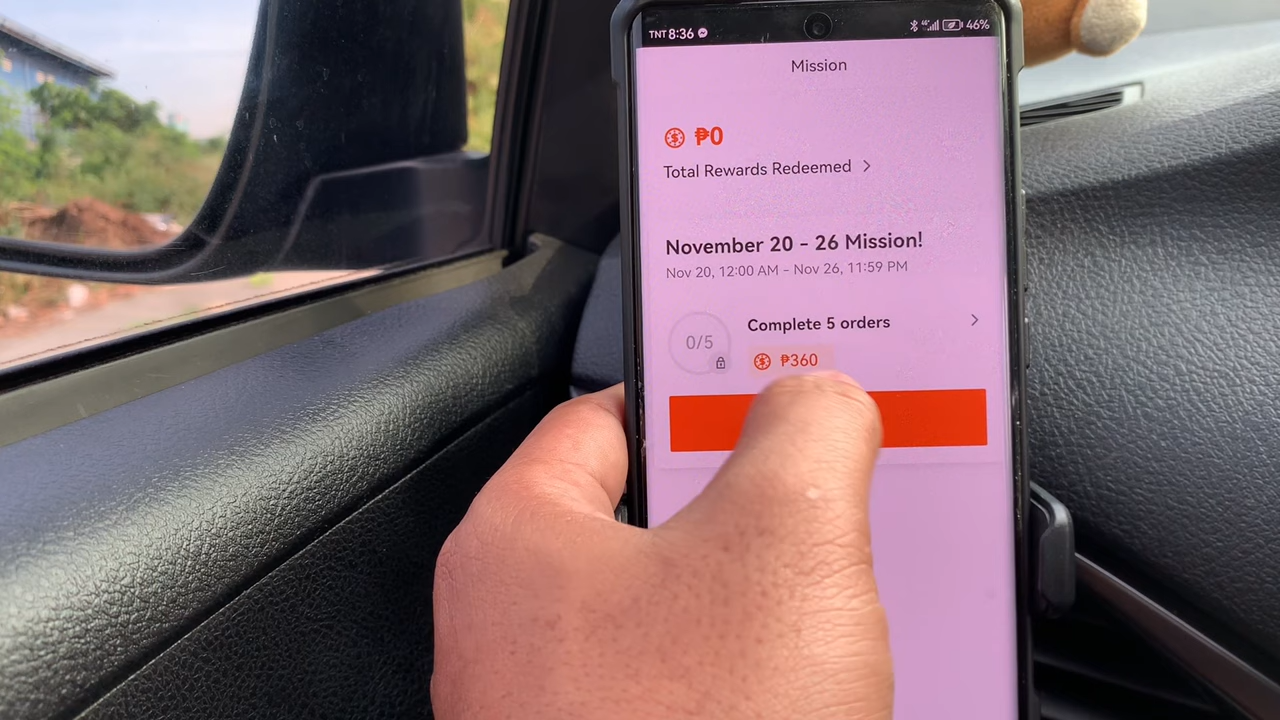 TNT 8:36 46%
Mission
₱0
Total Rewards Redeemed
November 20 - 26 Mission!
Nov 20, 12:00 AM - Nov 26, 11:59 PM
Complete 5 orders
0/5
₱360